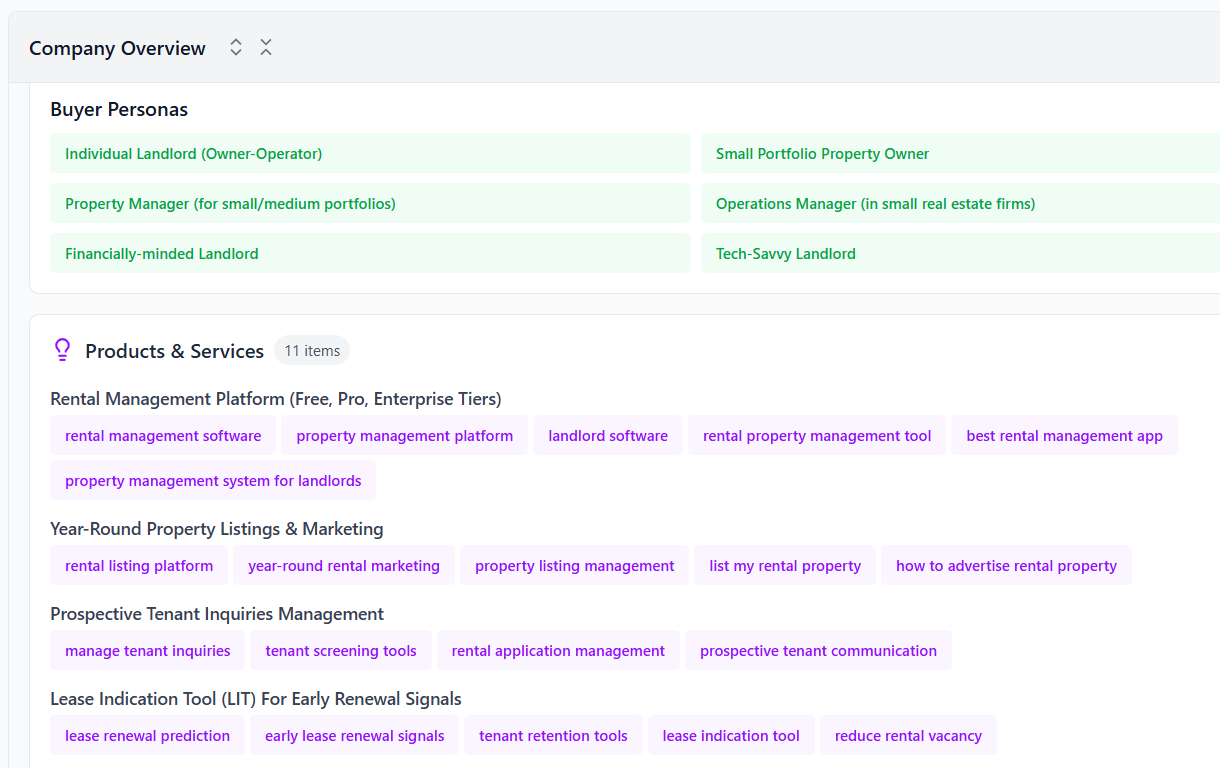 Company Overview
Buyer Personas
Individual Landlord (Owner-Operator)
Small Portfolio Property Owner
Property Manager (for small/medium portfolios)
Operations Manager (in small real estate firms)
Financially-minded Landlord
Tech-Savvy Landlord
Products & Services 11 items
Rental Management Platform (Free, Pro, Enterprise Tiers)
rental management software property management platform landlord software rental property management tool best rental management app
property management system for landlords
Year-Round Property Listings & Marketing
rental listing platform year-round rental marketing property listing management list my rental property how to advertise rental property
Prospective Tenant Inquiries Management
manage tenant inquiries tenant screening tools rental application management prospective tenant communication
Lease Indication Tool (LIT) For Early Renewal Signals
lease renewal prediction early lease renewal signals tenant retention tools lease indication tool reduce rental vacancy